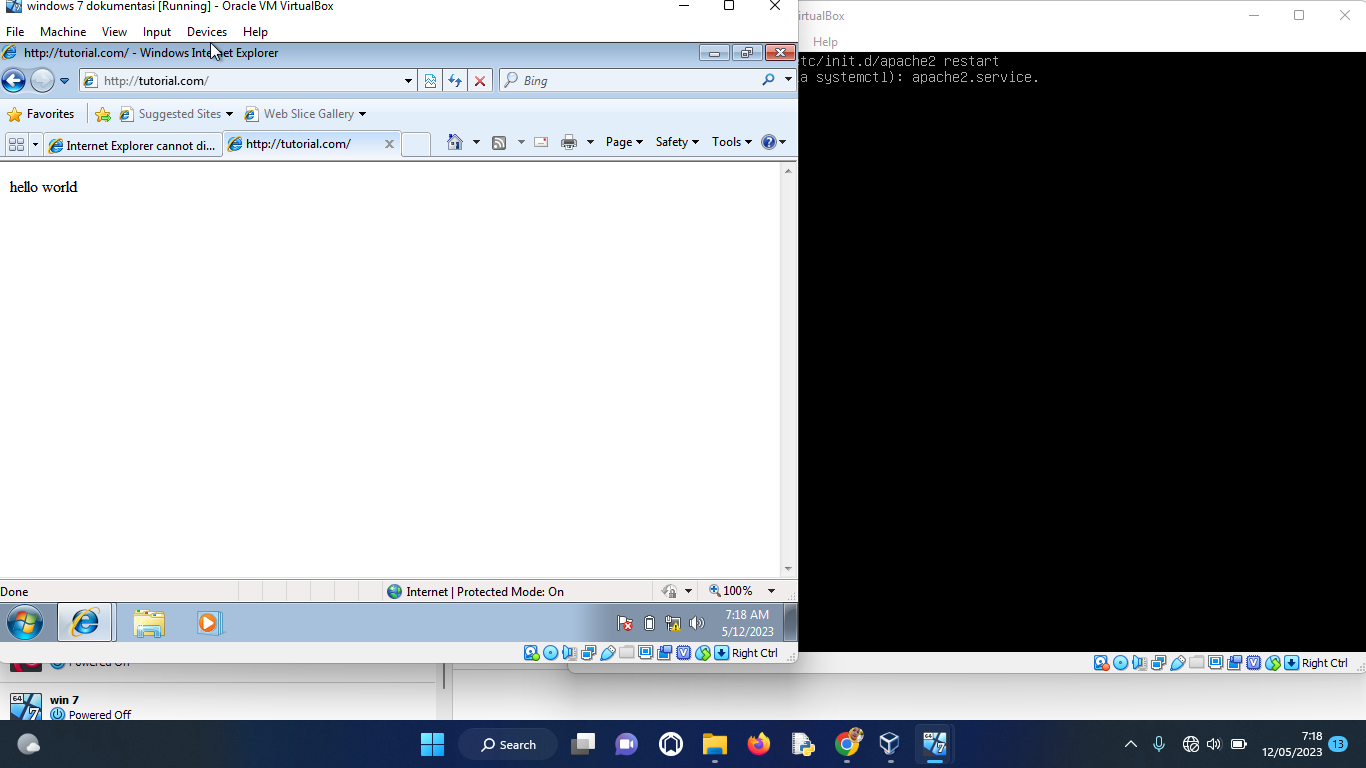 windows 7 dokumentasi [Running] - Oracle VM VirtualBox
File Machine View Input Devices Help
http://tutorial.com/ - Windows Internet Explorer
http://tutorial.com/
Bing
Favorites
Suggested Sites
Web Slice Gallery
Internet Explorer cannot di...
http://tutorial.com/
Page
Safety
Tools
hello world
Done
Internet | Protected Mode: On
100%
7:18 AM
5/12/2023
Right Ctrl
irtualBox
Help
etc/init.d/apache2 restart
a systemctl): apache2.service.
Right Ctrl
Powered Off
64
win 7
Powered Off
Search
64
7:18
12/05/2023
13